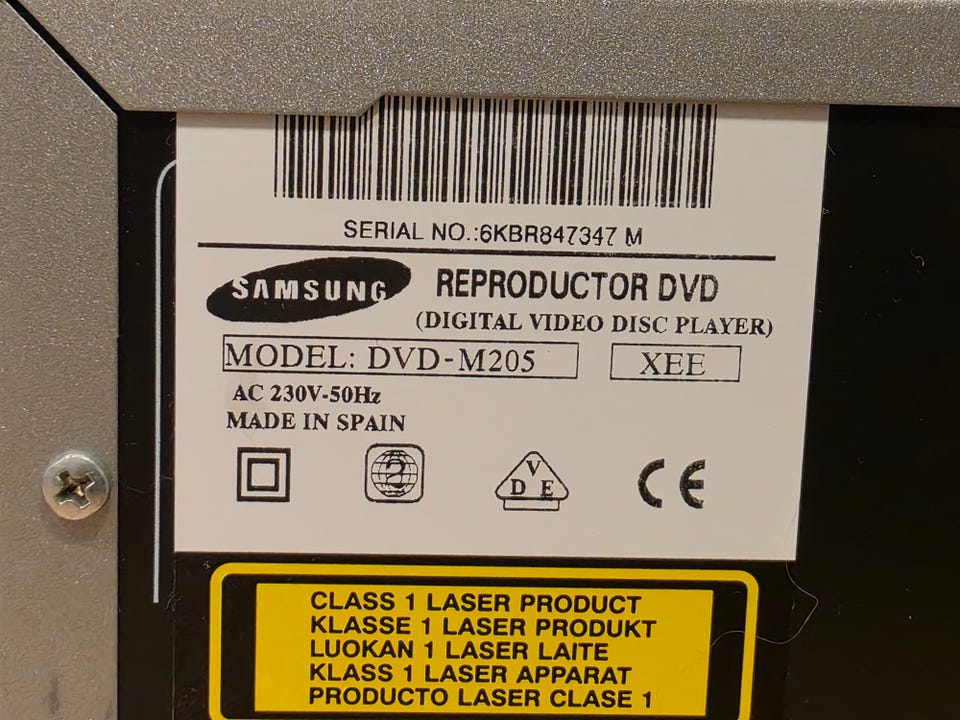 SERIAL NO.:6KBR847347 M
SAMSUNG REPRODUCTOR DVD
(DIGITAL VIDEO DISC PLAYER)
MODEL: DVD-M205 XEE
AC 230V-50Hz
MADE IN SPAIN
2 VDE CE
CLASS 1 LASER PRODUCT
KLASSE 1 LASER PRODUKT
LUOKAN 1 LASER LAITE
KLASS 1 LASER APPARAT
PRODUCTO LASER CLASE 1